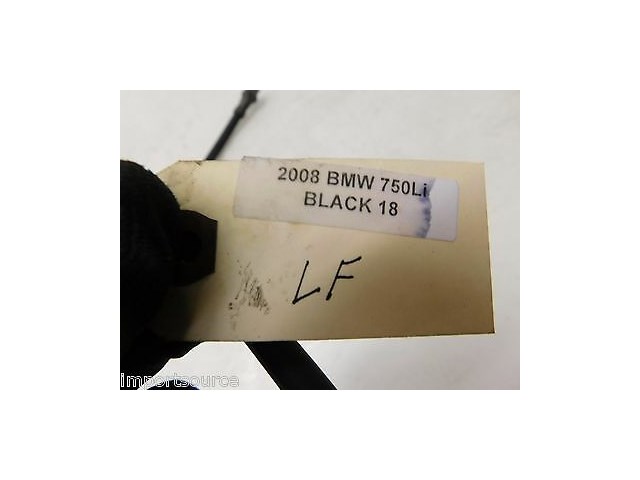 2008 BMW 750Li
BLACK 18
LF
importsource